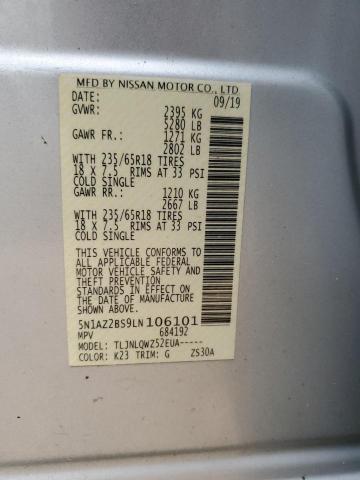 MFD BY NISSAN MOTOR CO., LTD.
DATE: 09/19
GVWR: 2395 KG
5280 LB
GAWR FR.: 1271 KG
2802 LB
WITH 235/65R18 TIRES
18 X 7.5 RIMS AT 33 PSI
COLD SINGLE
GAWR RR.: 1210 KG
2667 LB
WITH 235/65R18 TIRES
18 X 7.5 RIMS AT 33 PSI
COLD SINGLE
THIS VEHICLE CONFORMS TO
ALL APPLICABLE FEDERAL
MOTOR VEHICLE SAFETY
AND THEFT PREVENTION
STANDARDS IN EFFECT ON
THE DATE OF MANUFACTURE
SHOWN ABOVE.
5N1AZ2BS9LN106101
MPV 684192
MODEL: TLJNLQWZ52EUA-----
COLOR: K23 TRIM: G ZS30A